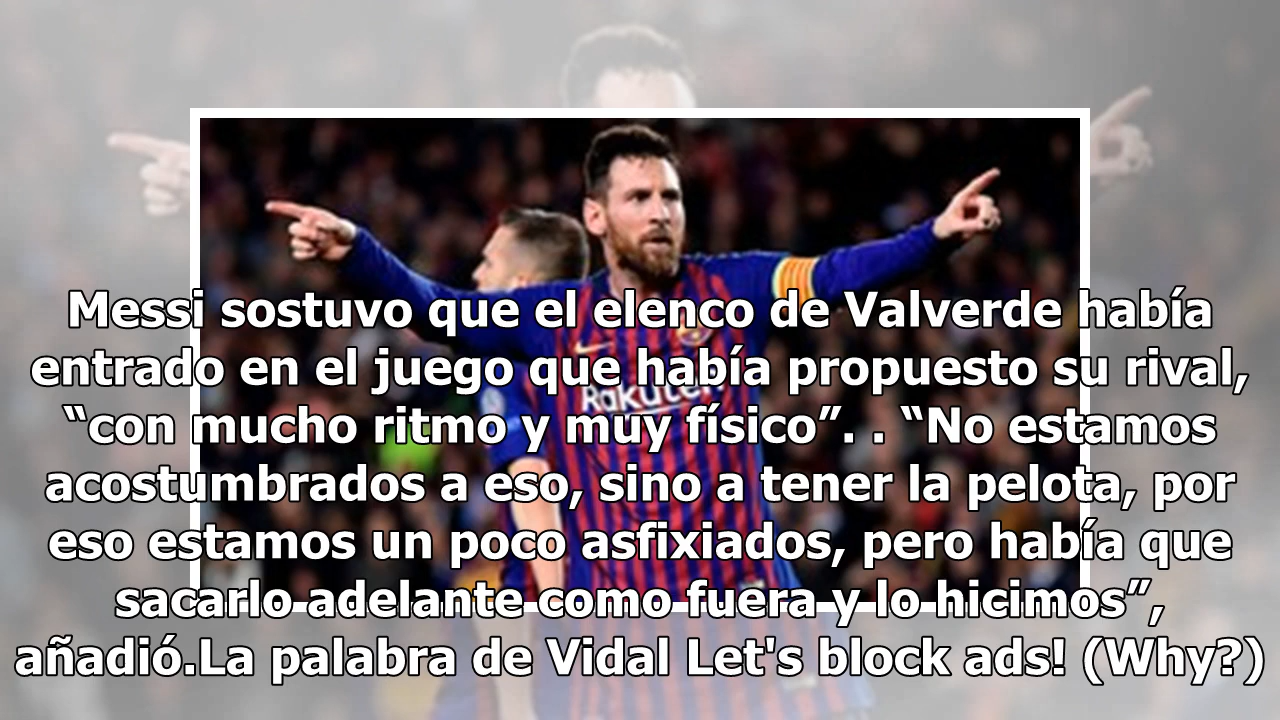 Messi sostuvo que el elenco de Valverde había
entrado en el juego que había propuesto su rival,
“con mucho ritmo y muy físico”. . “No estamos
acostumbrados a eso, sino a tener la pelota, por
eso estamos un poco asfixiados, pero había que
sacarlo adelante como fuera y lo hicimos”,
añadió.La palabra de Vidal Let's block ads! (Why?)
Rakuten